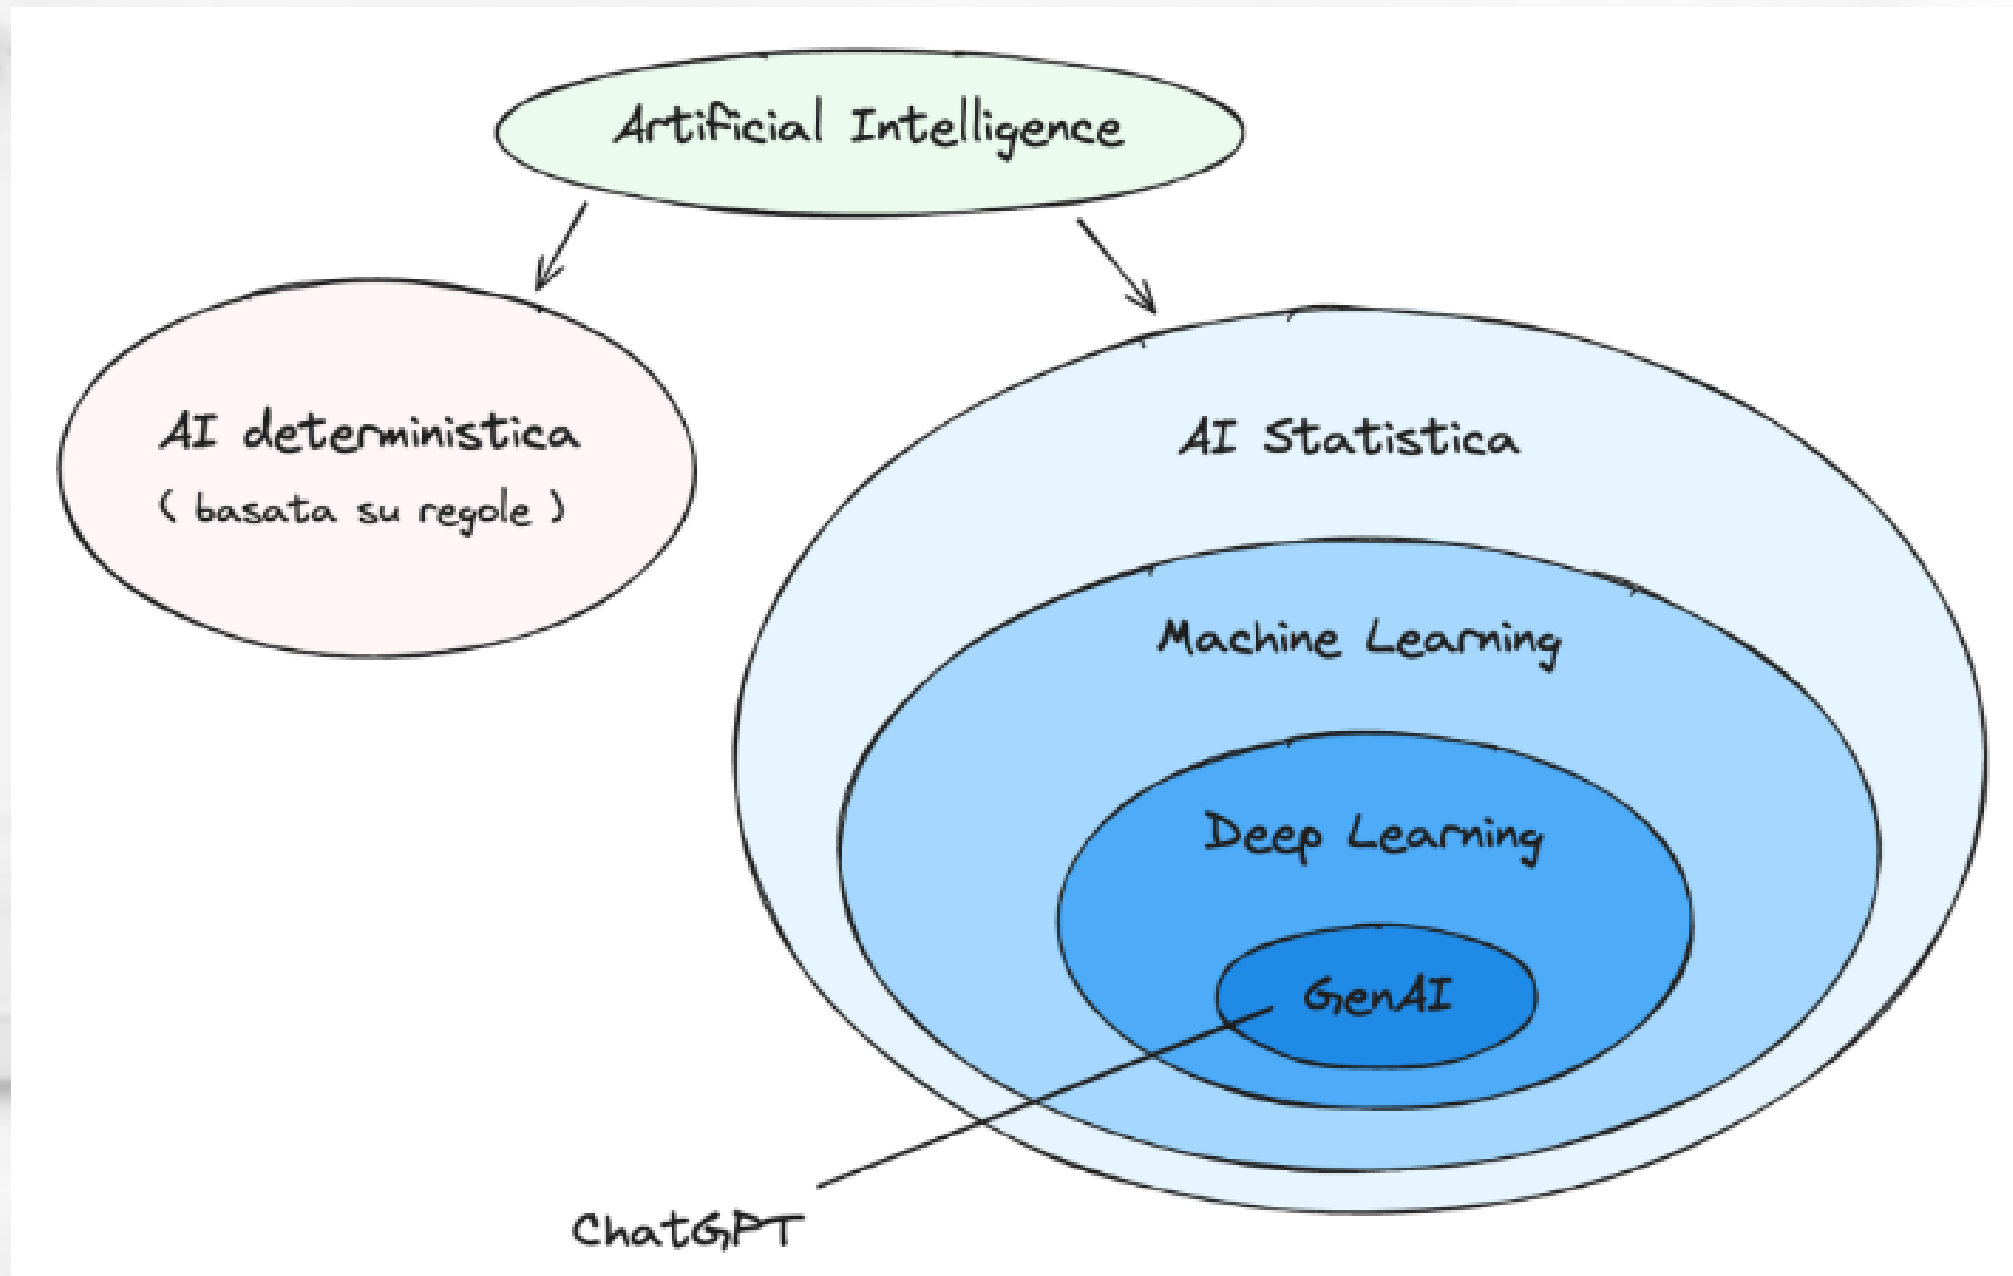 Artificial Intelligence
AI deterministica
( basata su regole )
AI Statistica
Machine Learning
Deep Learning
GenAI
ChatGPT